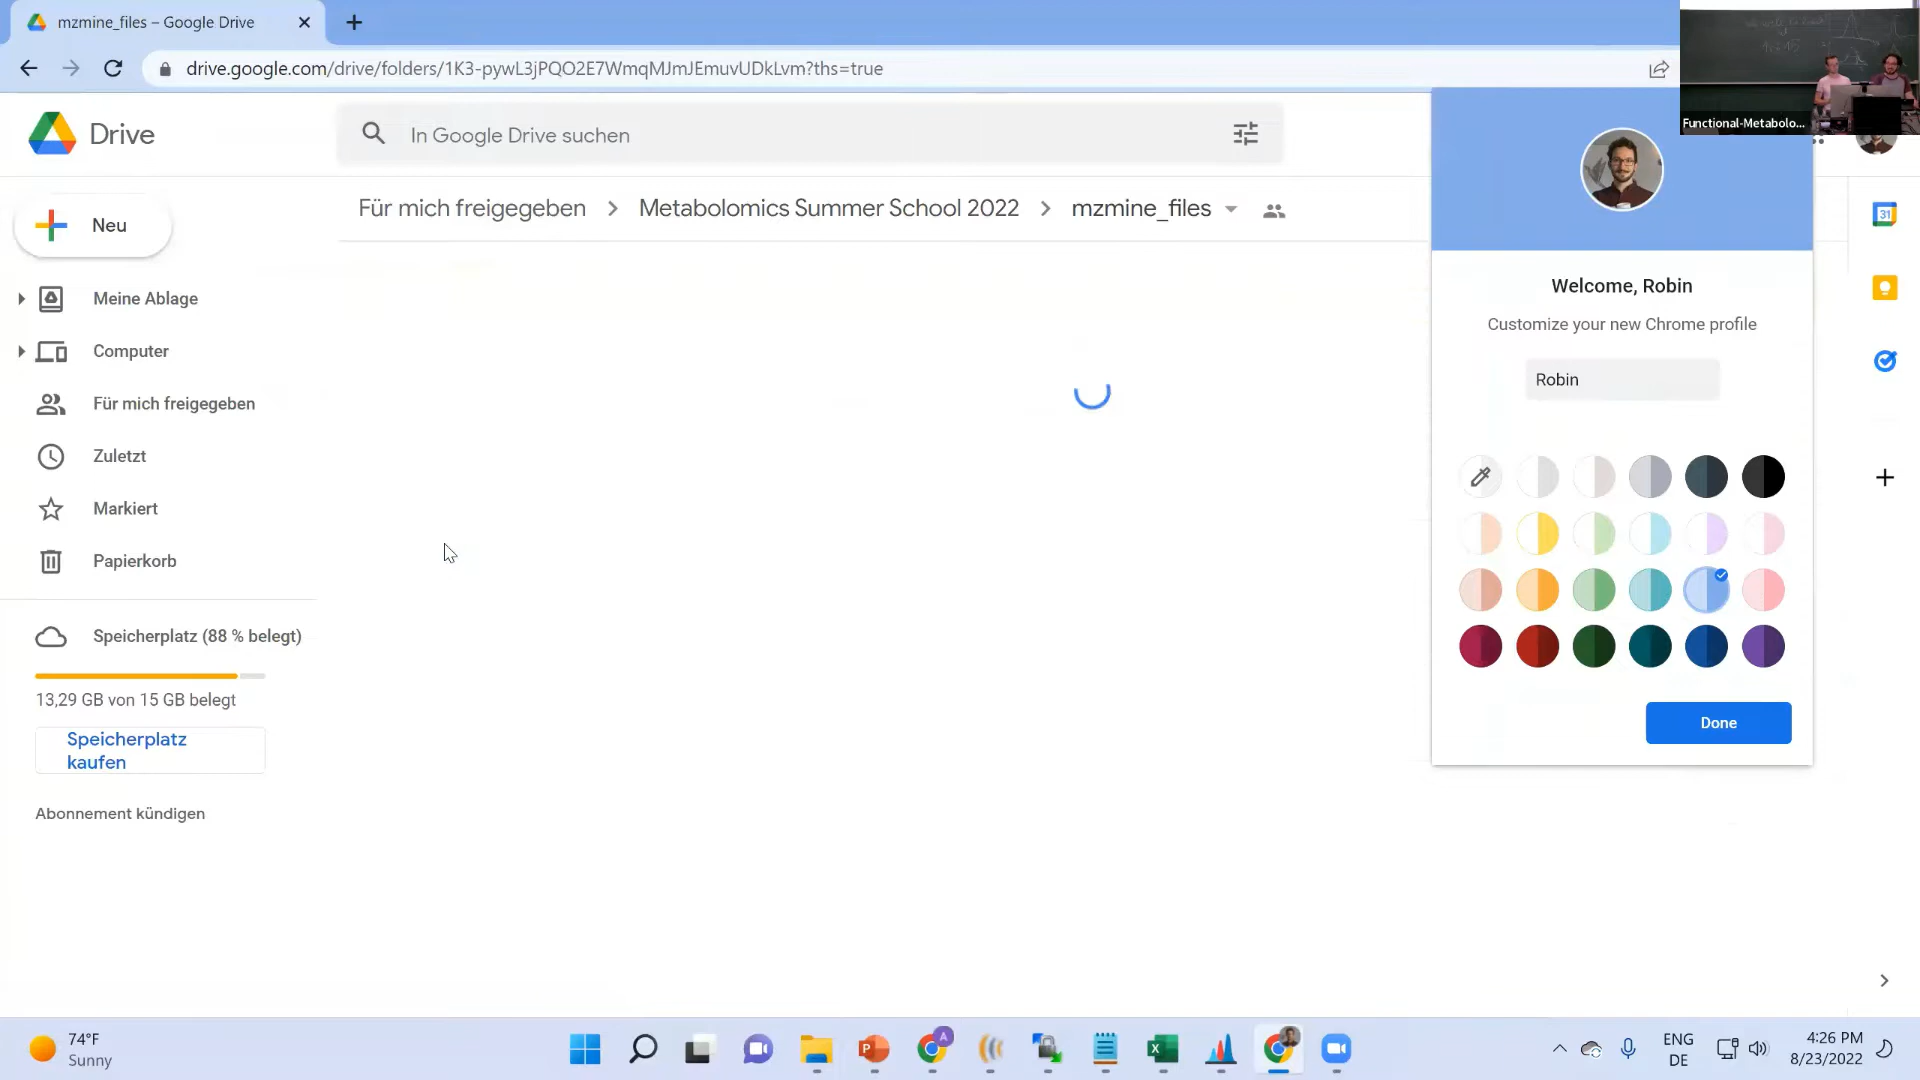 mzmine_files – Google Drive
drive.google.com/drive/folders/1K3-pywL3jPQO2E7WmqMJmJEmuvUDkLvm?ths=true
Functional-Metabolo...
Drive
In Google Drive suchen
Neu
Für mich freigegeben
Metabolomics Summer School 2022
mzmine_files
Meine Ablage
Computer
Für mich freigegeben
Zuletzt
Markiert
Papierkorb
Speicherplatz (88 % belegt)
13,29 GB von 15 GB belegt
Speicherplatz
kaufen
Abonnement kündigen
Welcome, Robin
Customize your new Chrome profile
Robin
Done
31
74°F
Sunny
P
A
X
ENG
DE
4:26 PM
8/23/2022